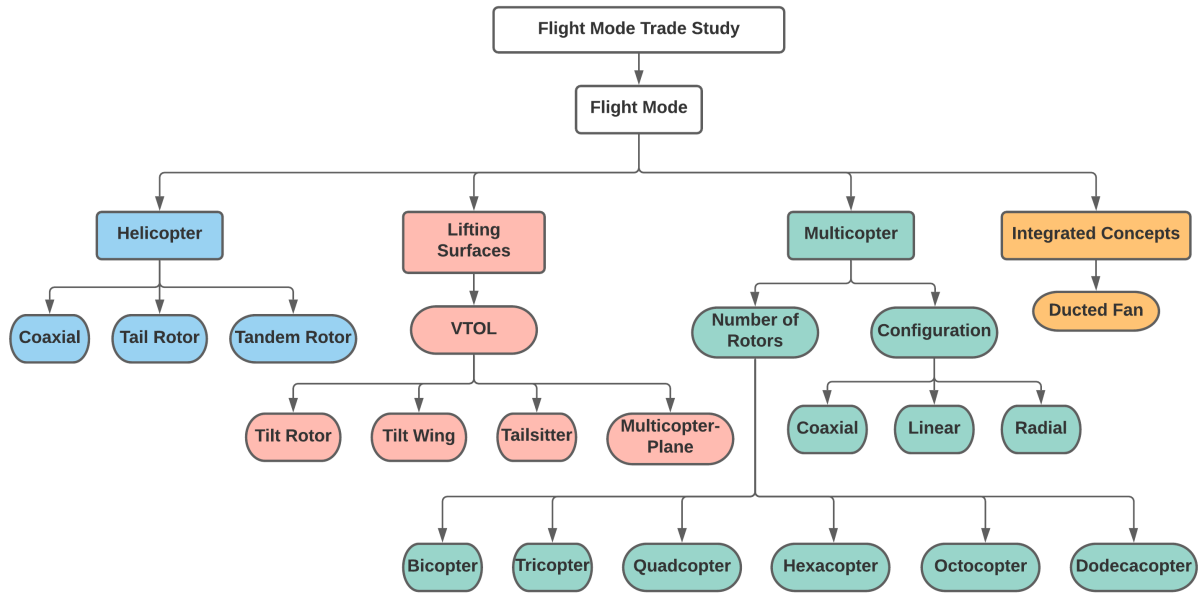 Flight Mode Trade Study
Flight Mode
Helicopter
Lifting
Surfaces
Multicopter
Integrated Concepts
Coaxial
Tail Rotor
Tandem Rotor
VTOL
Number of
Rotors
Configuration
Ducted Fan
Tilt Rotor
Tilt Wing
Tailsitter
Multicopter-
Plane
Coaxial
Linear
Radial
Bicopter
Tricopter
Quadcopter
Hexacopter
Octocopter
Dodecacopter